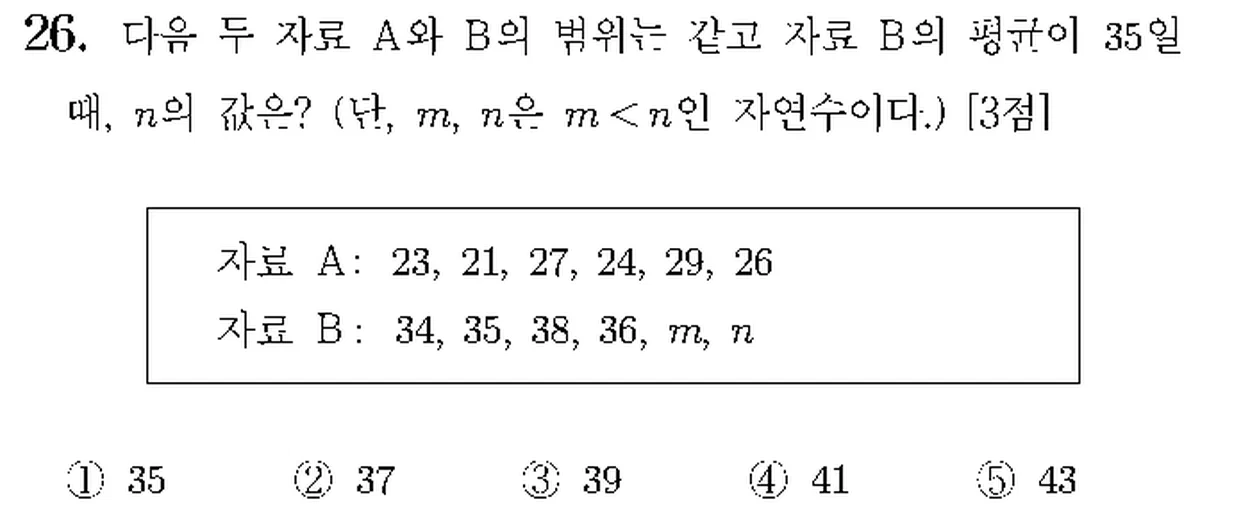 26. 다음 두 자료 A와 B의 범위는 같고 자료 B의 평균이 35일
때, n의 값은? (단, m, n은 m < n인 자연수이다.) [3점]
자료 A: 23, 21, 27, 24, 29, 26
자료 B: 34, 35, 38, 36, m, n
① 35 ② 37 ③ 39 ④ 41 ⑤ 43